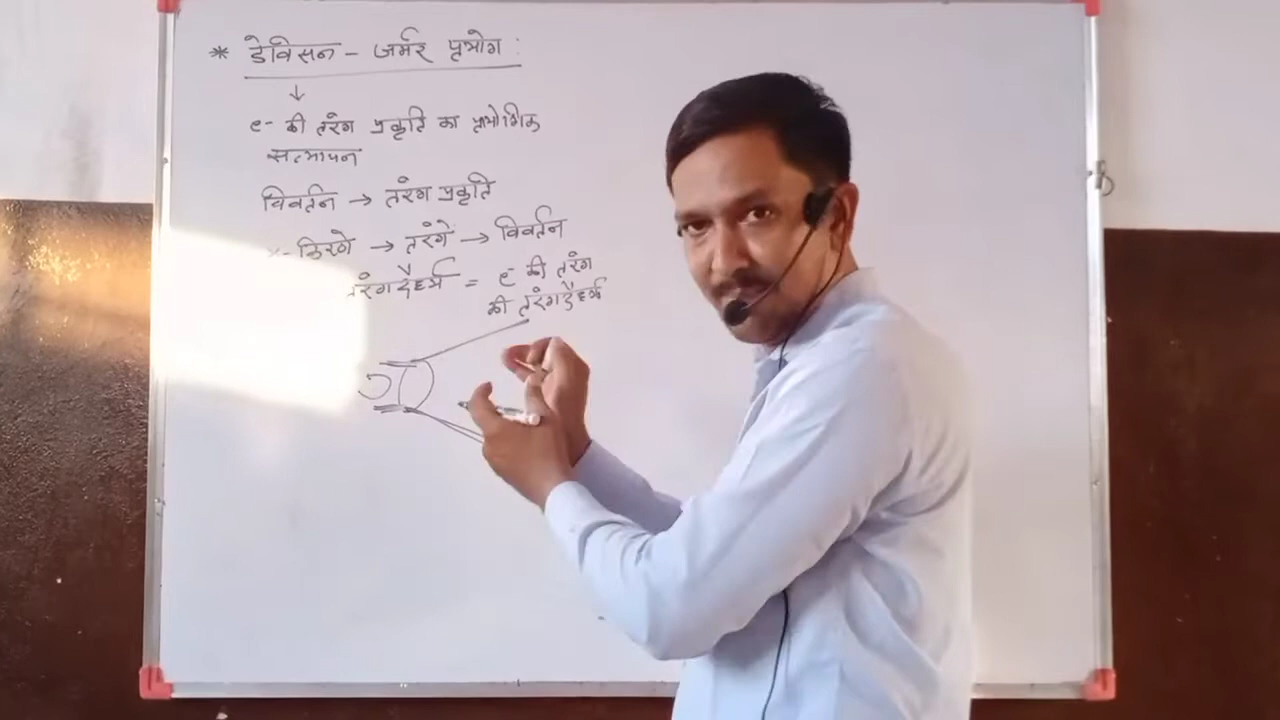 * डेविसन - जर्मर प्रयोग :
↓
e- की तरंग प्रकृति का प्रायोगिक
सत्यापन
विवर्तन → तरंग प्रकृति
x- किरणे → तरंगें → विवर्तन
तरंगदैर्ध्य = e- की तरंग
की तरंगदैर्ध्य